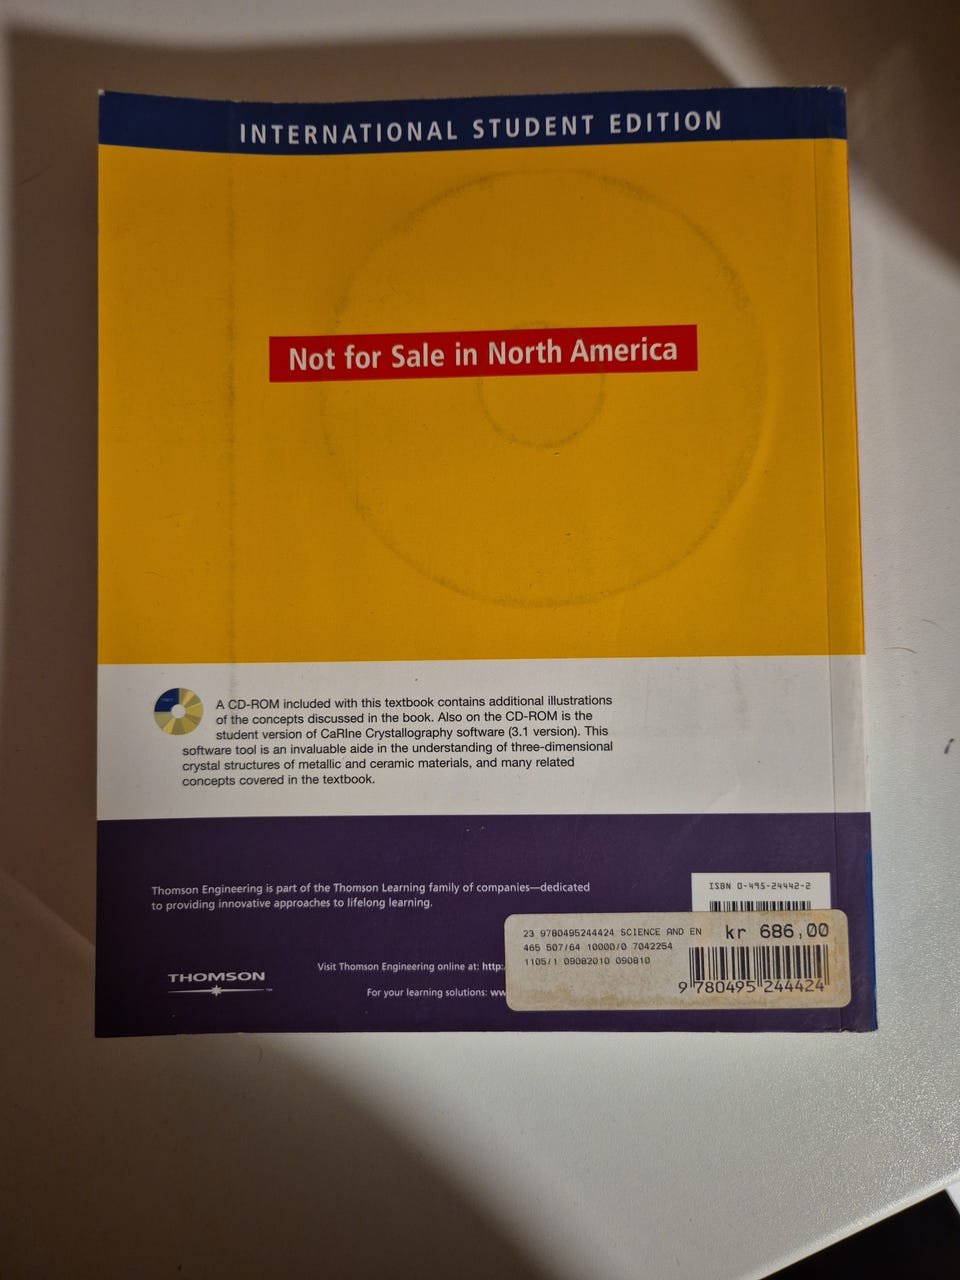 INTERNATIONAL STUDENT EDITION
Not for Sale in North America
A CD-ROM included with this textbook contains additional illustrations
of the concepts discussed in the book. Also on the CD-ROM is the
student version of CaRIne Crystallography software (3.1 version). This
software tool is an invaluable aide in the understanding of three-dimensional
crystal structures of metallic and ceramic materials, and many related
concepts covered in the textbook.
Thomson Engineering is part of the Thomson Learning family of companies—dedicated
to providing innovative approaches to lifelong learning.
ISBN 0-495-24442-2
23 9780495244424 SCIENCE AND EN kr 686,00
465 507/64 10000/0 7042254
1105/1 09082010 090810
9 780495 244424
Visit Thomson Engineering online at: http:
For your learning solutions: ww
THOMSON
™